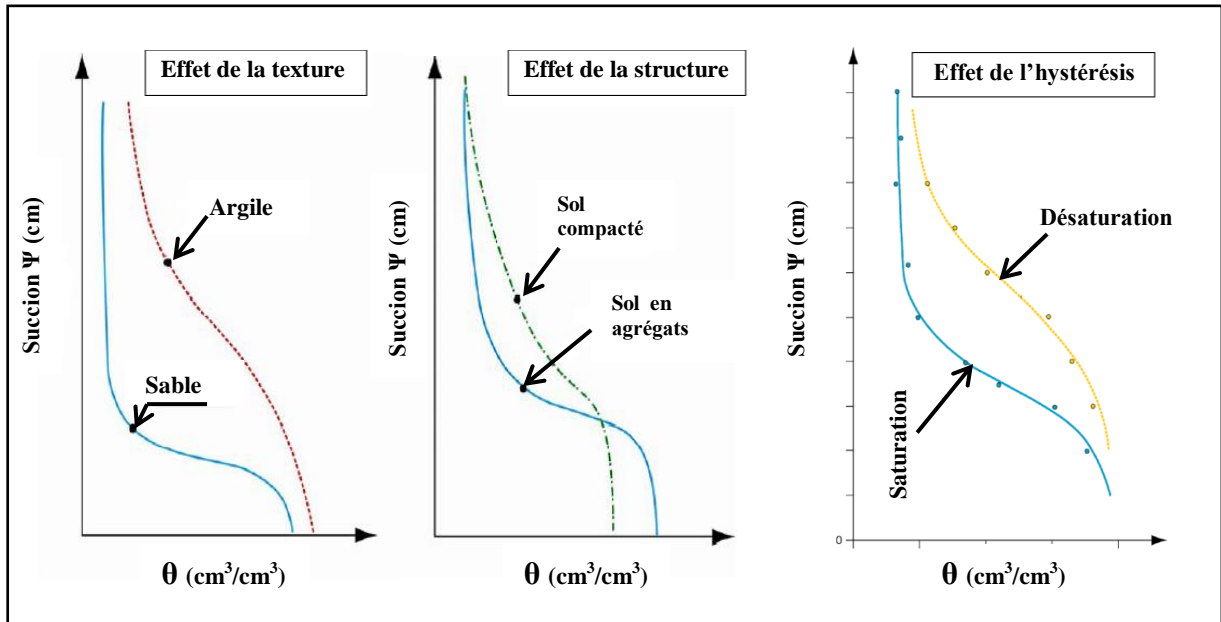 Effet de la texture
Succion Ψ (cm)
Argile
Sable
θ (cm³/cm³)
Effet de la structure
Succion Ψ (cm)
Sol
compacté
Sol en
agrégats
θ (cm³/cm³)
Effet de l’hystérésis
Succion Ψ (cm)
Désaturation
Saturation
0
θ (cm³/cm³)